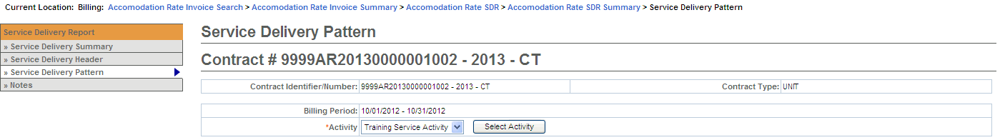 Current Location: Billing: Accomodation Rate Invoice Search > Accomodation Rate Invoice Summary > Accomodation Rate SDR > Accomodation Rate SDR Summary > Service Delivery Pattern
Service Delivery Report
» Service Delivery Summary
» Service Delivery Header
» Service Delivery Pattern
» Notes
Service Delivery Pattern
Contract # 9999AR20130000001002 - 2013 - CT
Contract Identifier/Number: 9999AR20130000001002 - 2013 - CT Contract Type: UNIT
Billing Period: 10/01/2012 - 10/31/2012
*Activity Training Service Activity Select Activity